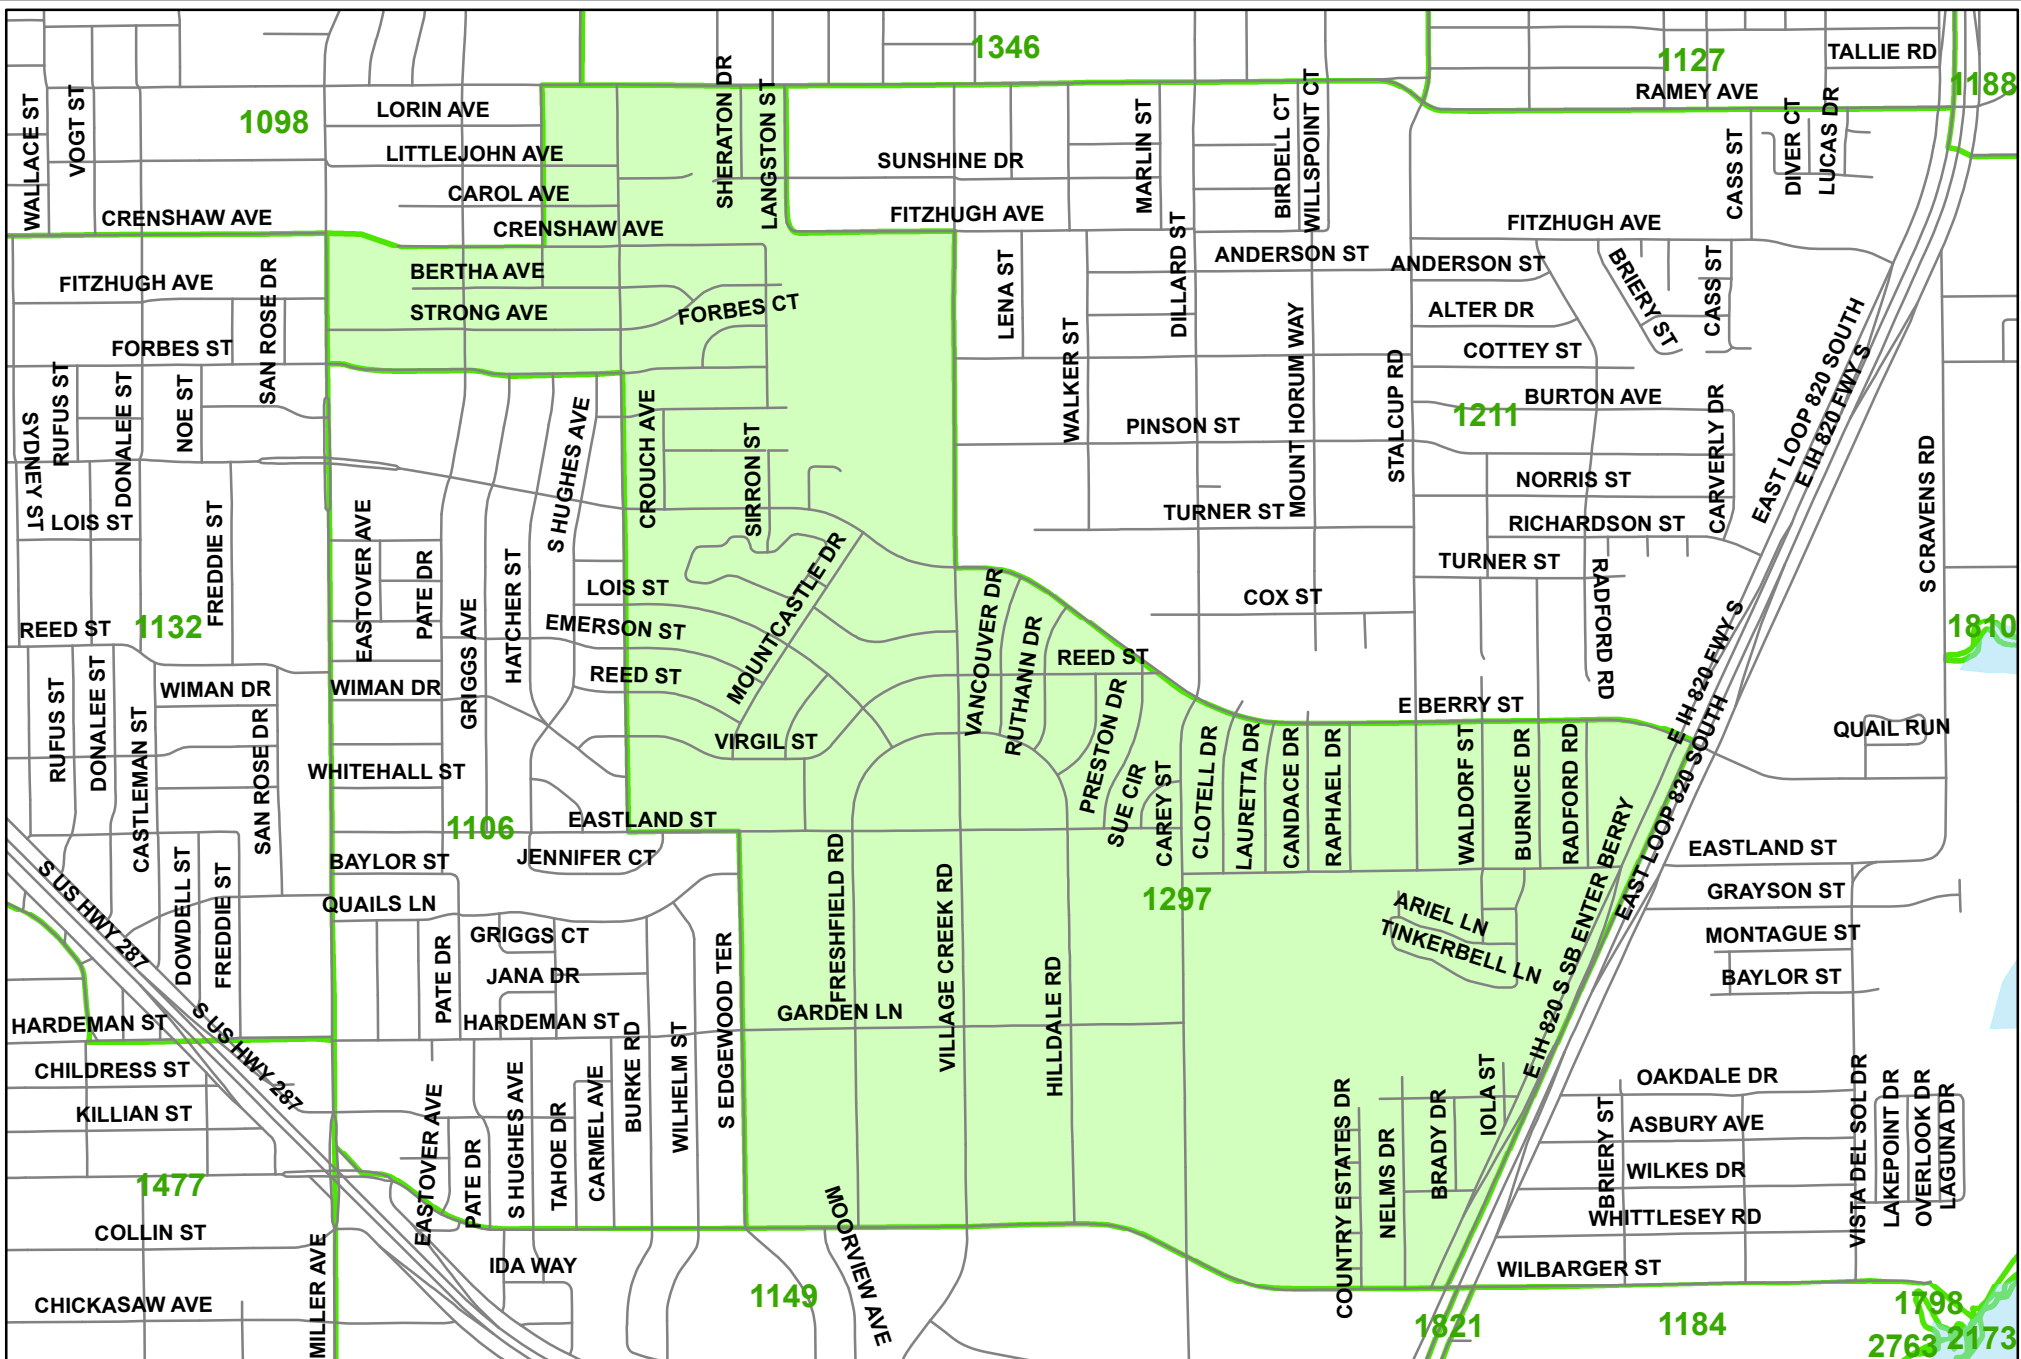 1346
1127
TALLIE RD
1188
RAMEY AVE
WALLACE ST
VOGT ST
1098
LORIN AVE
LITTLEJOHN AVE
CAROL AVE
CRENSHAW AVE
CRENSHAW AVE
SHERATON DR
LANGSTON ST
SUNSHINE DR
FITZHUGH AVE
MARLIN ST
BIRDELL CT
WILLSPOINT CT
CASS ST
DIVER CT
LUCAS DR
FITZHUGH AVE
FITZHUGH AVE
SAN ROSE DR
BERTHA AVE
STRONG AVE
FORBES CT
LENA ST
DILLARD ST
ANDERSON ST
ANDERSON ST
BRIERY ST
CASS ST
ALTER DR
COTTEY ST
FORBES ST
WALKER ST
MOUNT HORUM WAY
STALCUP RD
EAST LOOP 820 SOUTH
E IH 820 FWY S
SYDNEY ST
RUFUS ST
DONALEE ST
NOE ST
S HUGHES AVE
CROUCH AVE
SIRRON ST
PINSON ST
1211
BURTON AVE
CARVERLY DR
NORRIS ST
S CRAVENS RD
LOIS ST
FREDDIE ST
EASTOVER AVE
PATE DR
TURNER ST
RICHARDSON ST
TURNER ST
RADFORD RD
GRIGGS AVE
HATCHER ST
LOIS ST
EMERSON ST
REED ST
MOUNTCASTLE DR
VANCOUVER DR
RUTHANN DR
COX ST
REED ST
1132
1810
REED ST
WIMAN DR
WIMAN DR
RUFUS ST
DONALEE ST
CASTLEMAN ST
SAN ROSE DR
PRESTON DR
SUE CIR
CAREY ST
E BERRY ST
E IH 820 FWY S
EAST LOOP 820 SOUTH
QUAIL RUN
VIRGIL ST
WHITEHALL ST
CLOTELL DR
LAURETTA DR
CANDACE DR
RAPHAEL DR
WALDORF ST
BURNICE DR
RADFORD RD
1106
EASTLAND ST
EASTLAND ST
BAYLOR ST
JENNIFER CT
S US HWY 287
DOWDELL ST
FREDDIE ST
QUAILS LN
FRESHFIELD RD
VILLAGE CREEK RD
1297
ARIEL LN
TINKERBELL LN
E IH 820 S SB ENTER BERRY
GRAYSON ST
GRIGGS CT
PATE DR
JANA DR
S EDGEWOOD TER
HILLDALE RD
MONTAGUE ST
BAYLOR ST
S US HWY 287
HARDEMAN ST
HARDEMAN ST
GARDEN LN
CHILDRESS ST
KILLIAN ST
BURKE RD
WILHELM ST
S HUGHES AVE
CARMEL AVE
TAHOE DR
EASTOVER AVE
PATE DR
IOLA ST
OAKDALE DR
VISTA DEL SOL DR
LAKEPOINT DR
OVERLOOK DR
LAGUNA DR
BRIERY ST
ASBURY AVE
COUNTRY ESTATES DR
NELMS DR
BRADY DR
WILKES DR
1477
WHITTLESEY RD
COLLIN ST
MILLER AVE
IDA WAY
MOORVIEW AVE
WILBARGER ST
1149
CHICKASAW AVE
1821
1184
1798
2763
2173